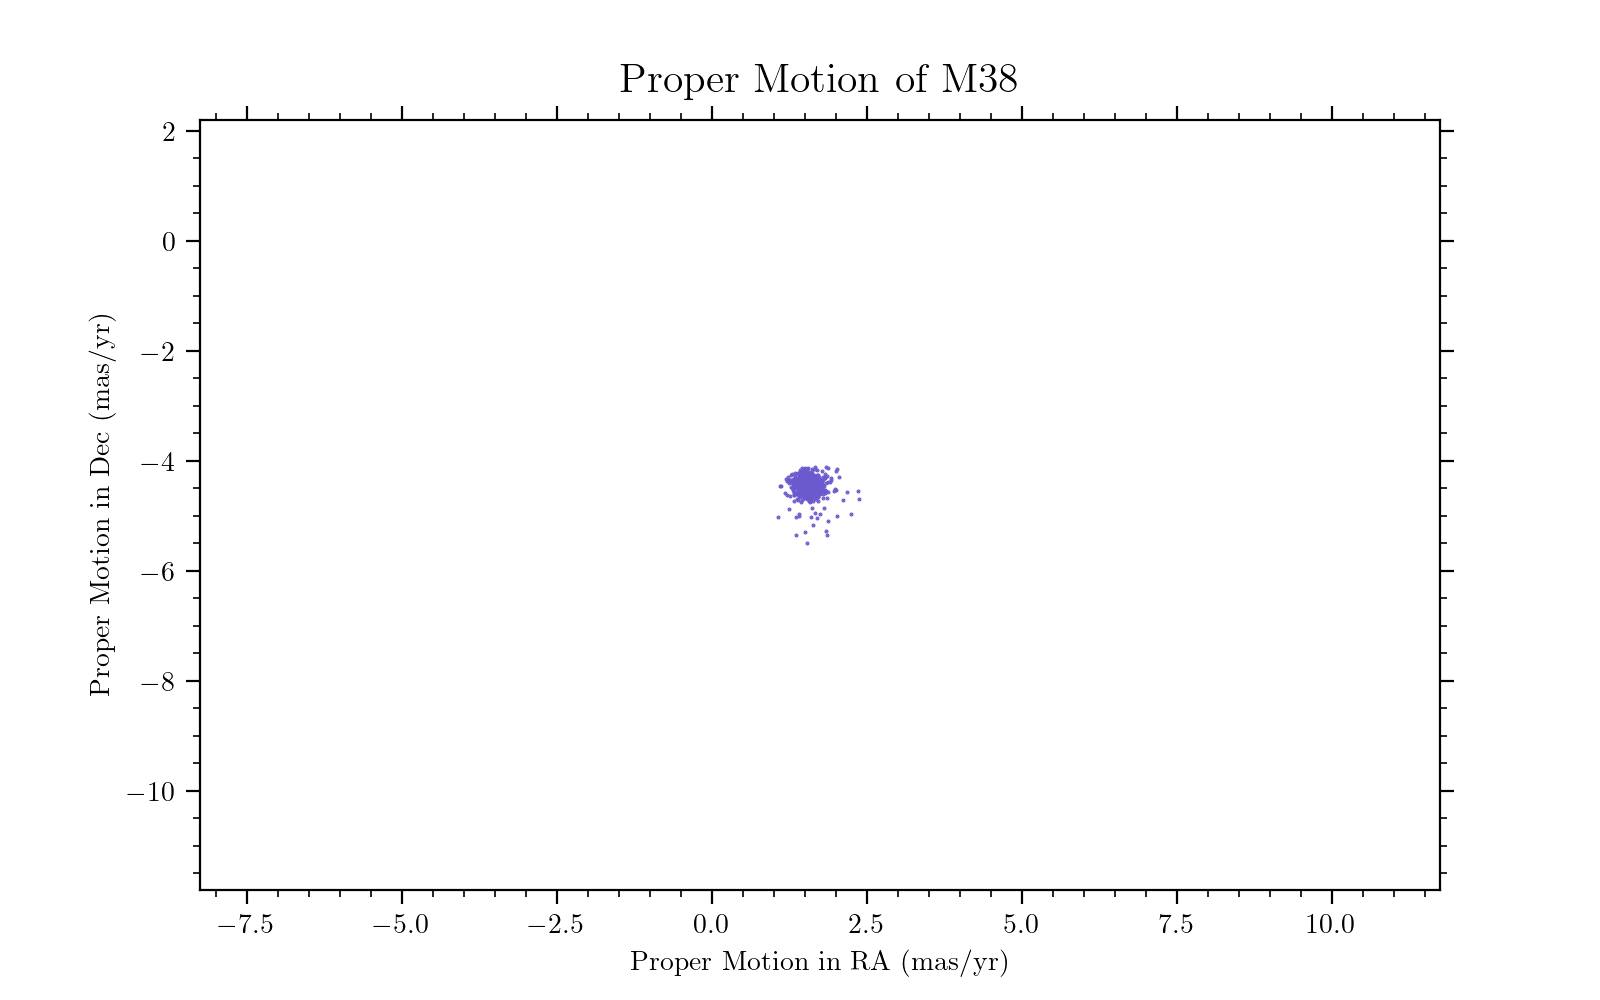 Proper Motion of M38
2
0
−2
−4
−6
−8
−10
Proper Motion in Dec (mas/yr)
−7.5 −5.0 −2.5 0.0 2.5 5.0 7.5 10.0
Proper Motion in RA (mas/yr)